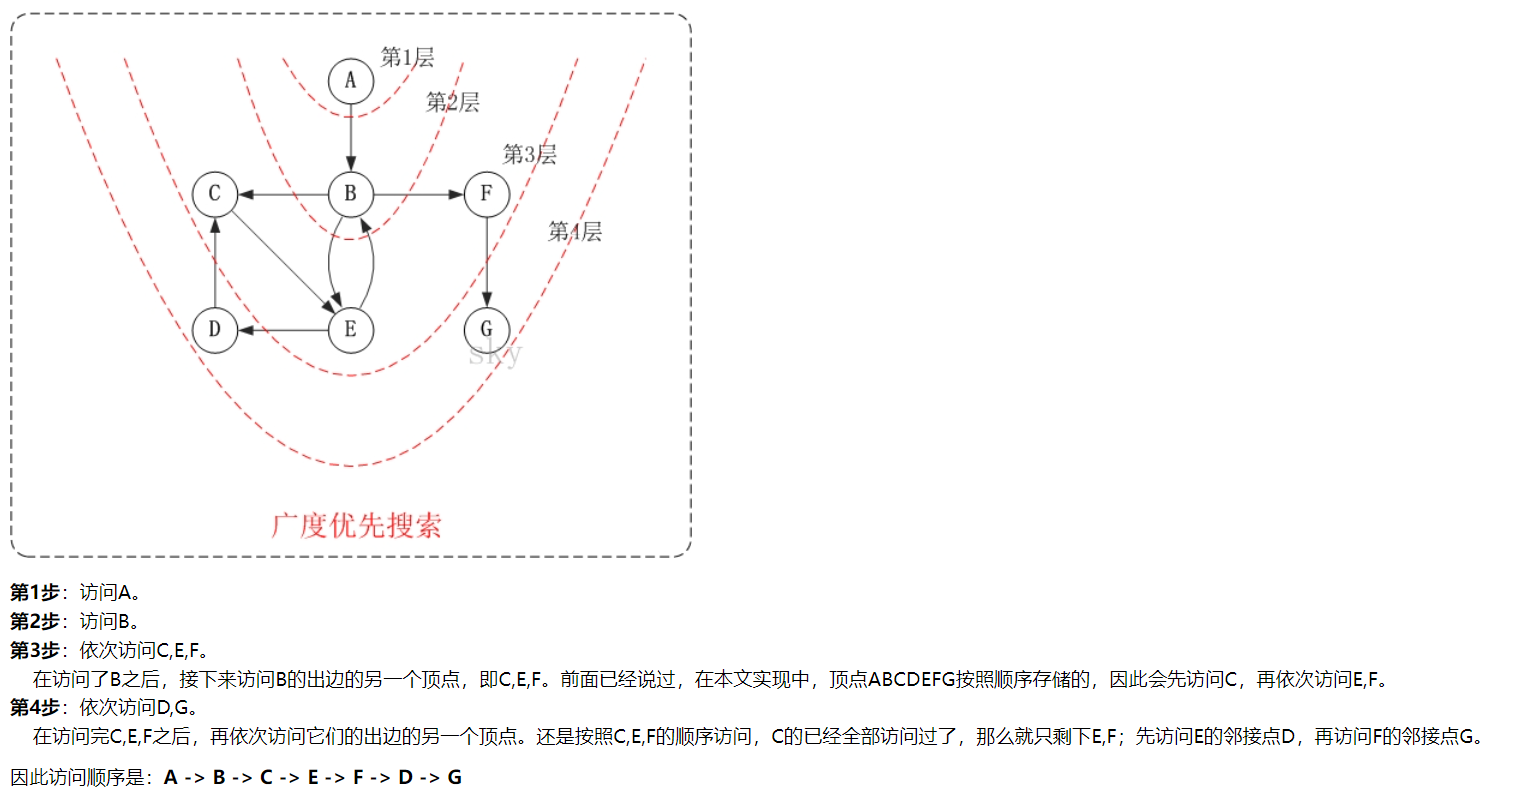 第1层
A
第2层
第3层
C
B
F
第4层
D
E
G
sky
广度优先搜索
第1步：访问A。
第2步：访问B。
第3步：依次访问C,E,F。
在访问了B之后，接下来访问B的出边的另一个顶点，即C,E,F。前面已经说过，在本文实现中，顶点ABCDEFG按照顺序存储的，因此会先访问C，再依次访问E,F。
第4步：依次访问D,G。
在访问完C,E,F之后，再依次访问它们的出边的另一个顶点。还是按照C,E,F的顺序访问，C的已经全部访问过了，那么就只剩下E,F；先访问E的邻接点D，再访问F的邻接点G。
因此访问顺序是：A -> B -> C -> E -> F -> D -> G